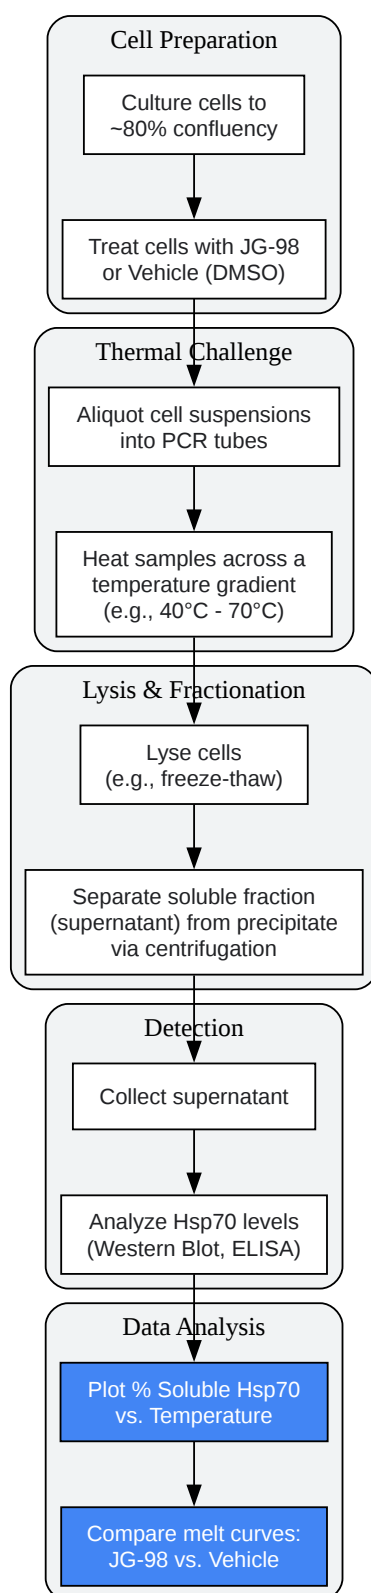 Cell Preparation
Culture cells to
~80% confluency
Treat cells with JG-98
or Vehicle (DMSO)
Thermal Challenge
Aliquot cell suspensions
into PCR tubes
Heat samples across a
temperature gradient
(e.g., 40°C - 70°C)
Lysis & Fractionation
Lyse cells
(e.g., freeze-thaw)
Separate soluble fraction
(supernatant) from precipitate
via centrifugation
Detection
Collect supernatant
Analyze Hsp70 levels
(Western Blot, ELISA)
Data Analysis
Plot % Soluble Hsp70
vs. Temperature
Compare melt curves:
JG-98 vs. Vehicle